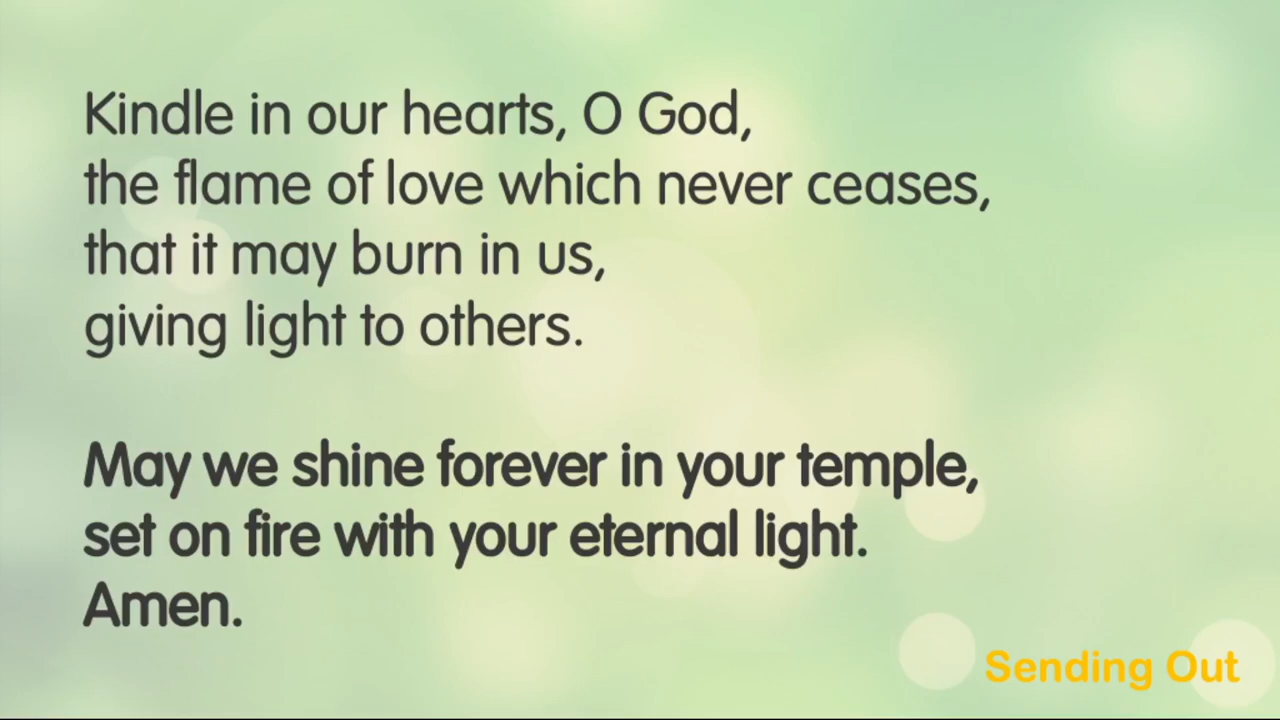 Kindle in our hearts, O God,
the flame of love which never ceases,
that it may burn in us,
giving light to others.
May we shine forever in your temple,
set on fire with your eternal light.
Amen.
Sending Out